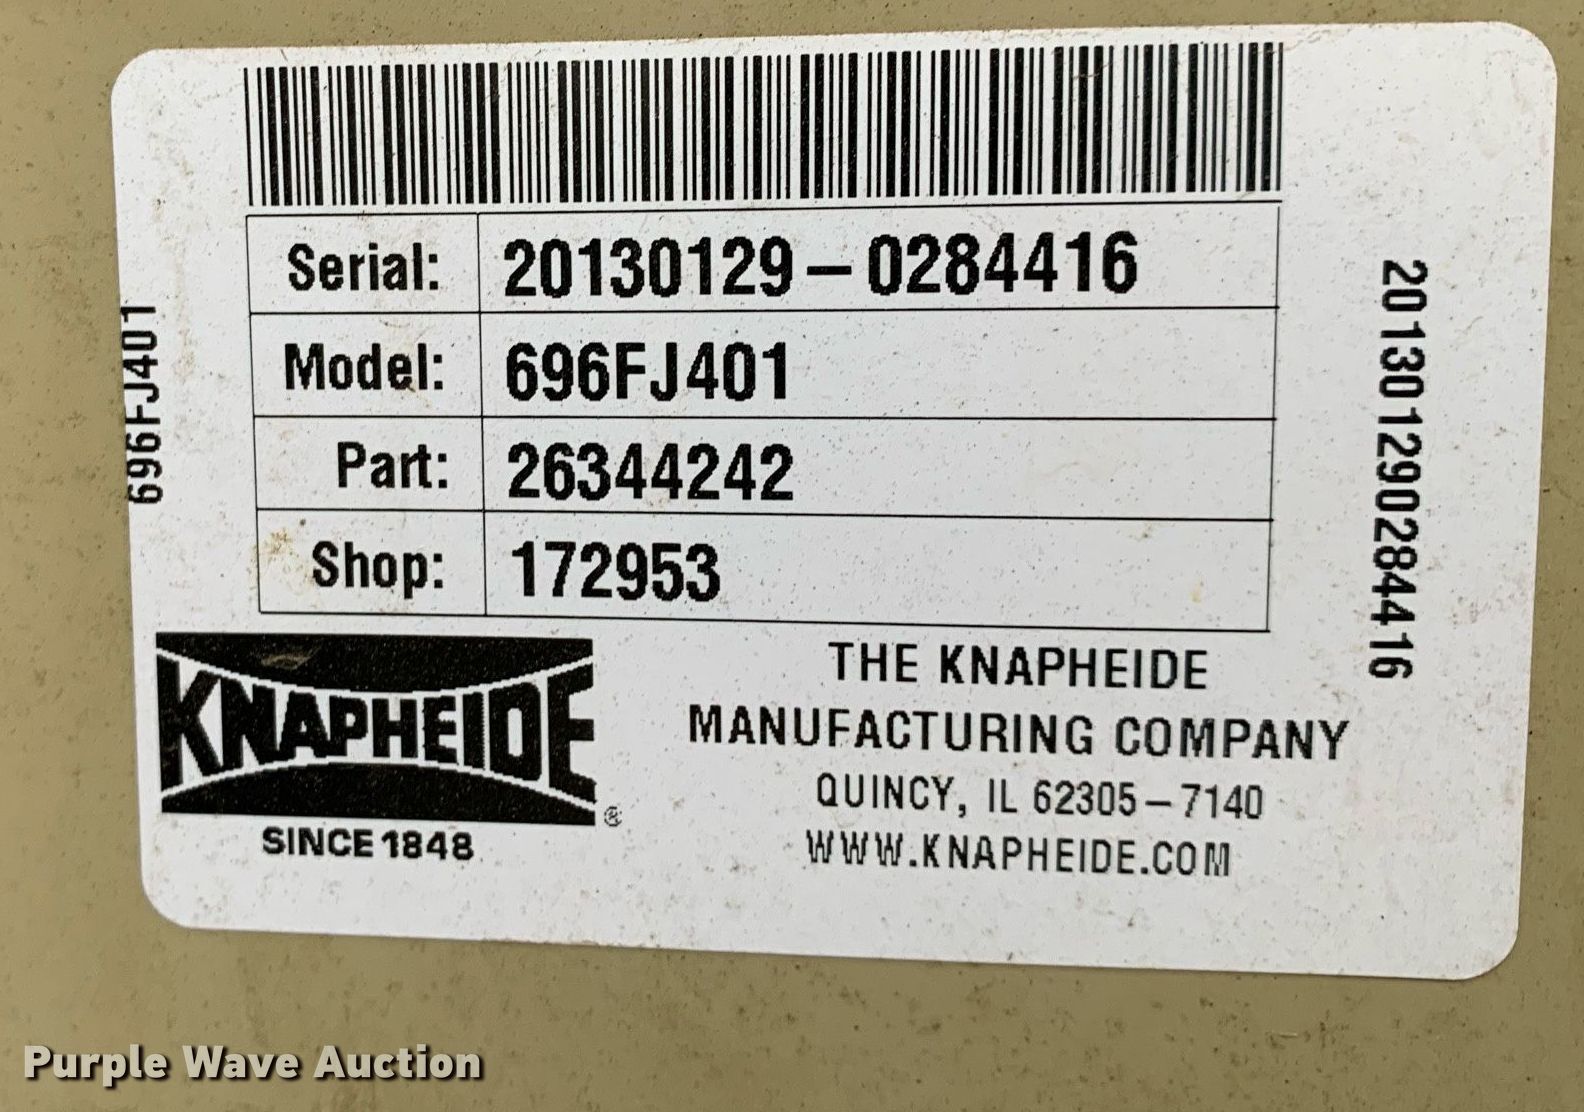 Serial: 20130129-0284416
Model: 696FJ401
Part: 26344242
Shop: 172953
696FJ401
201301290284416
KNAPHEIDE®
SINCE 1848
THE KNAPHEIDE
MANUFACTURING COMPANY
QUINCY, IL 62305-7140
WWW.KNAPHEIDE.COM
Purple Wave Auction